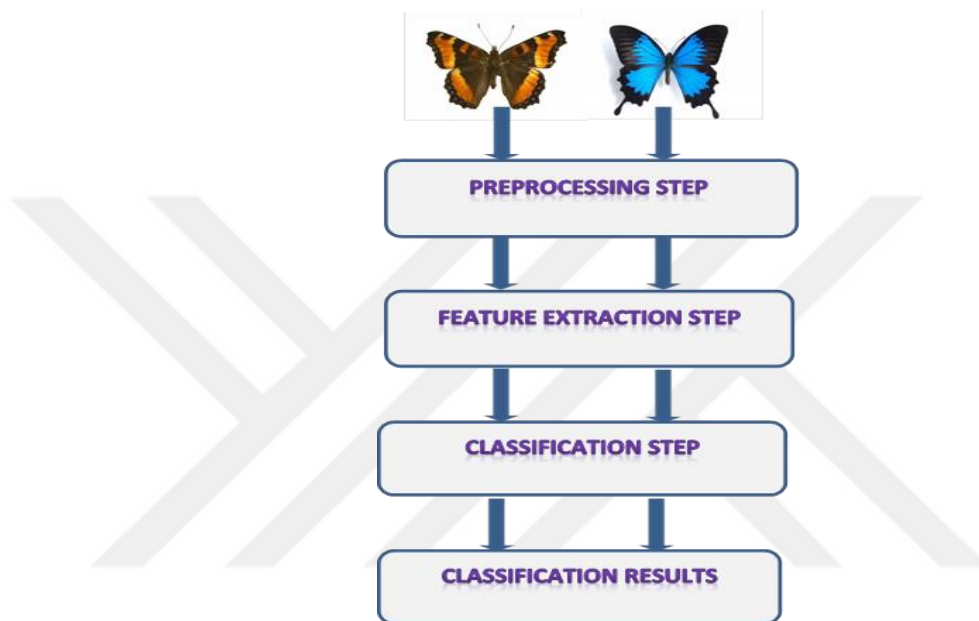 PREPROCESSING STEP
FEATURE EXTRACTION STEP
CLASSIFICATION STEP
CLASSIFICATION RESULTS